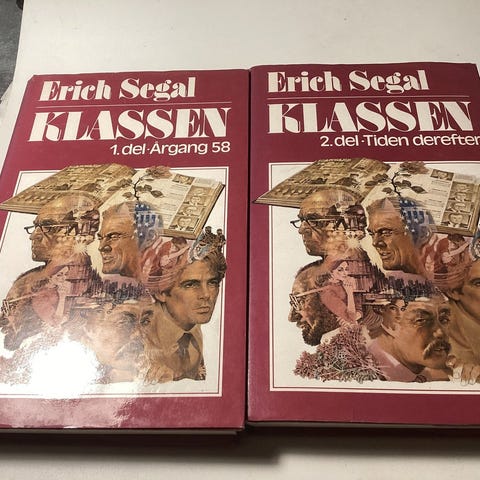 Erich Segal
KLASSEN
1. del·Årgang 58
Erich Segal
KLASSEN
2. del·Tiden derefter